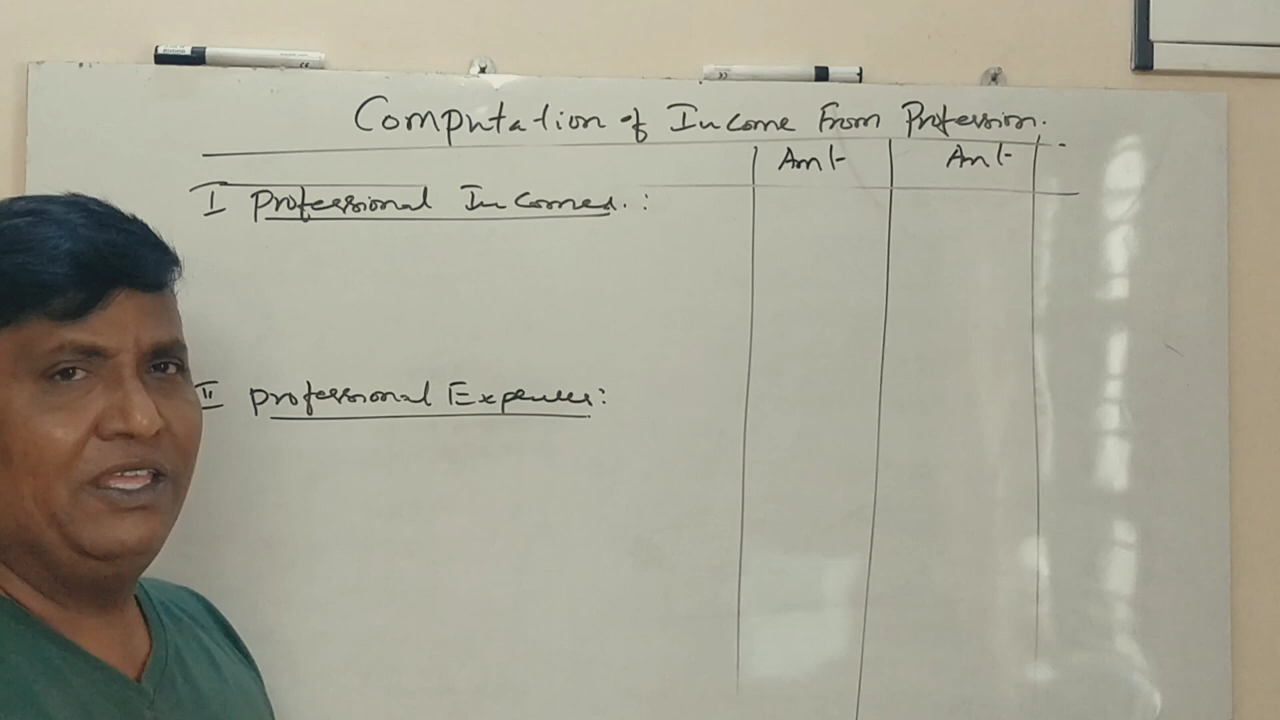 Computation of Income From Profession.
Amt Amt
I Professional Incomes. :
II Professional Expenses: